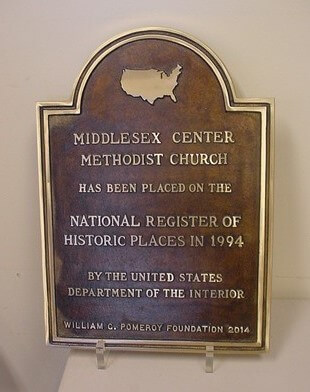 MIDDLESEX CENTER
METHODIST CHURCH
HAS BEEN PLACED ON THE
NATIONAL REGISTER OF
HISTORIC PLACES IN 1994
BY THE UNITED STATES
DEPARTMENT OF THE INTERIOR
WILLIAM G. POMEROY FOUNDATION 2014